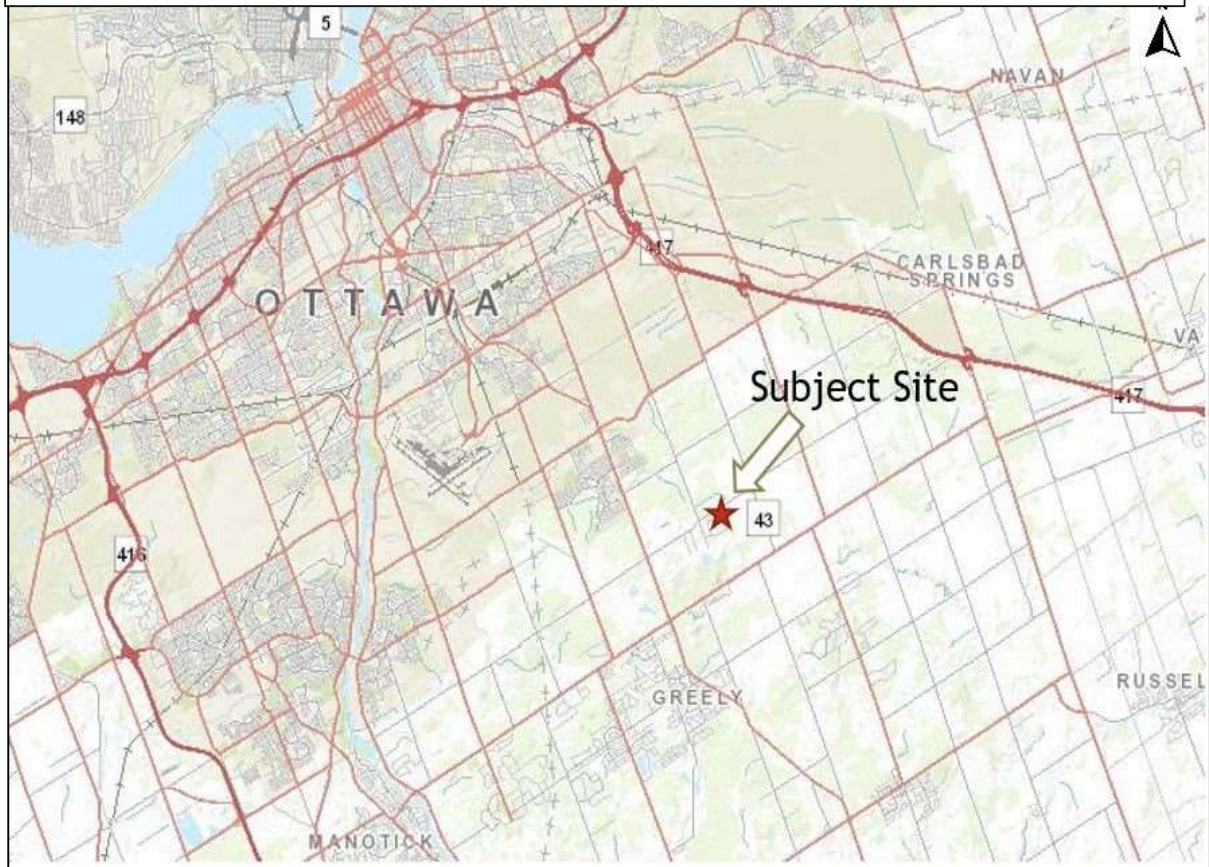 5
NAVAN
148
417
CARLSBAD
SPRINGS
OTTAWA
VA
Subject Site
417
43
416
RUSSEL
GREELY
MANOTICK